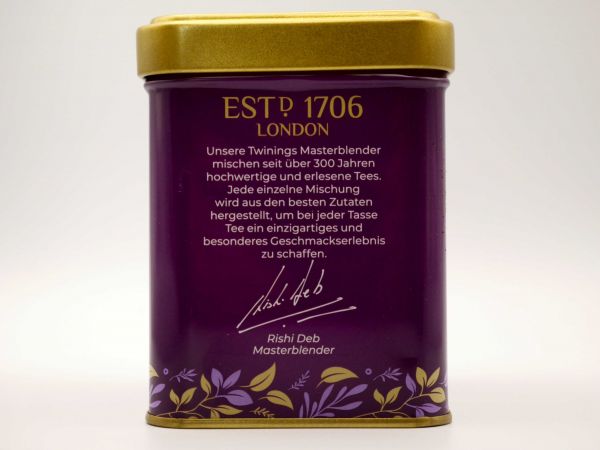 ESTD 1706
LONDON
Unsere Twinings Masterblender
mischen seit über 300 Jahren
hochwertige und erlesene Tees.
Jede einzelne Mischung
wird aus den besten Zutaten
hergestellt, um bei jeder Tasse
Tee ein einzigartiges und
besonderes Geschmackserlebnis
zu schaffen.
Rishi Deb
Rishi Deb
Masterblender